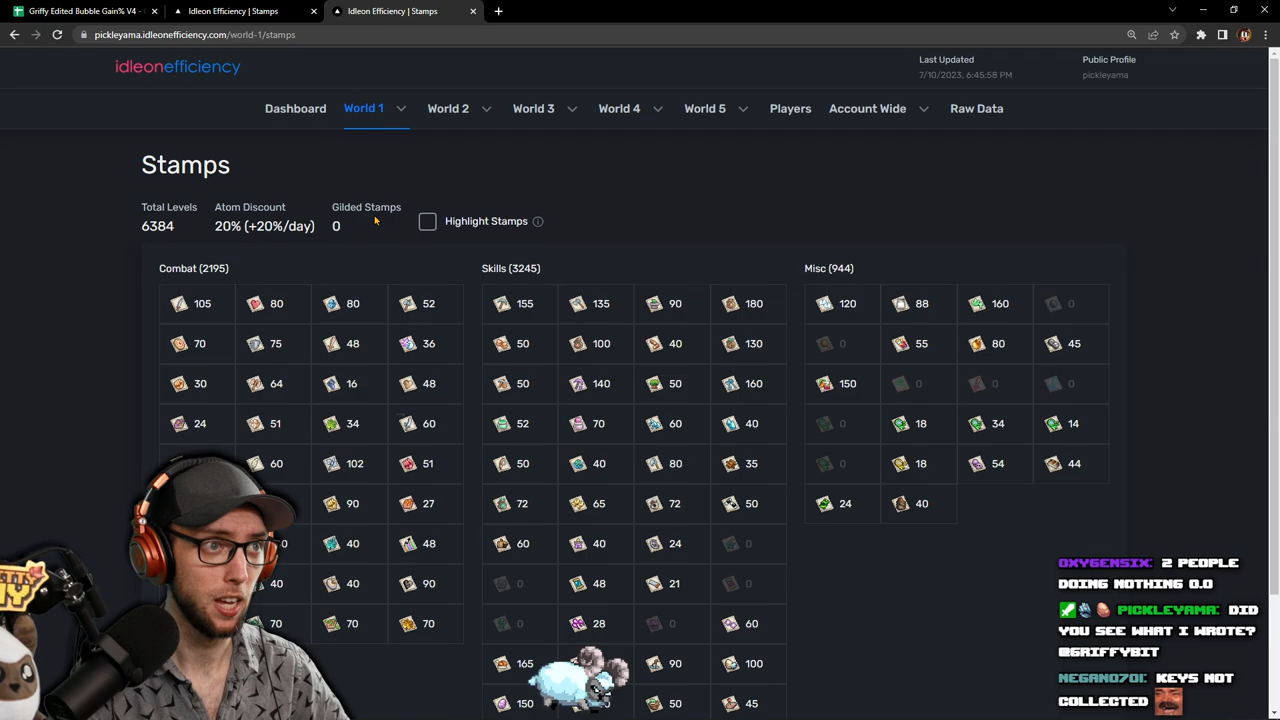 Griffy Edited Bubble Gain% V4 -
Idleon Efficiency | Stamps
Idleon Efficiency | Stamps
pickleyama.idleonefficiency.com/world-1/stamps
idleonefficiency
Last Updated
7/10/2023, 6:45:58 PM
Public Profile
pickleyama
Dashboard World 1 World 2 World 3 World 4 World 5 Players Account Wide Raw Data
Stamps
Total Levels
6384
Atom Discount
20% (+20%/day)
Gilded Stamps
0
Highlight Stamps
Combat (2195)
105 80 80 52
70 75 48 36
30 64 16 48
24 51 34 60
60 102 51
90 27
0 40 48
40 40 90
70 70 70
Skills (3245)
155 135 90 180
50 100 40 130
50 140 50 160
52 70 60 40
50 40 80 35
72 65 72 50
60 40 24 0
0 48 21 0
0 28 0 60
165 90 100
150 50 45
Misc (944)
120 88 160 0
0 55 80 45
150 0 0 0
0 18 34 14
0 18 54 44
24 40
OXYGENSIX: 2 PEOPLE
DOING NOTHING 0.0
PICKLEYAMA: DID
YOU SEE WHAT I WROTE?
@GRIFFYBIT
NEGAN0701: KEYS NOT
COLLECTED